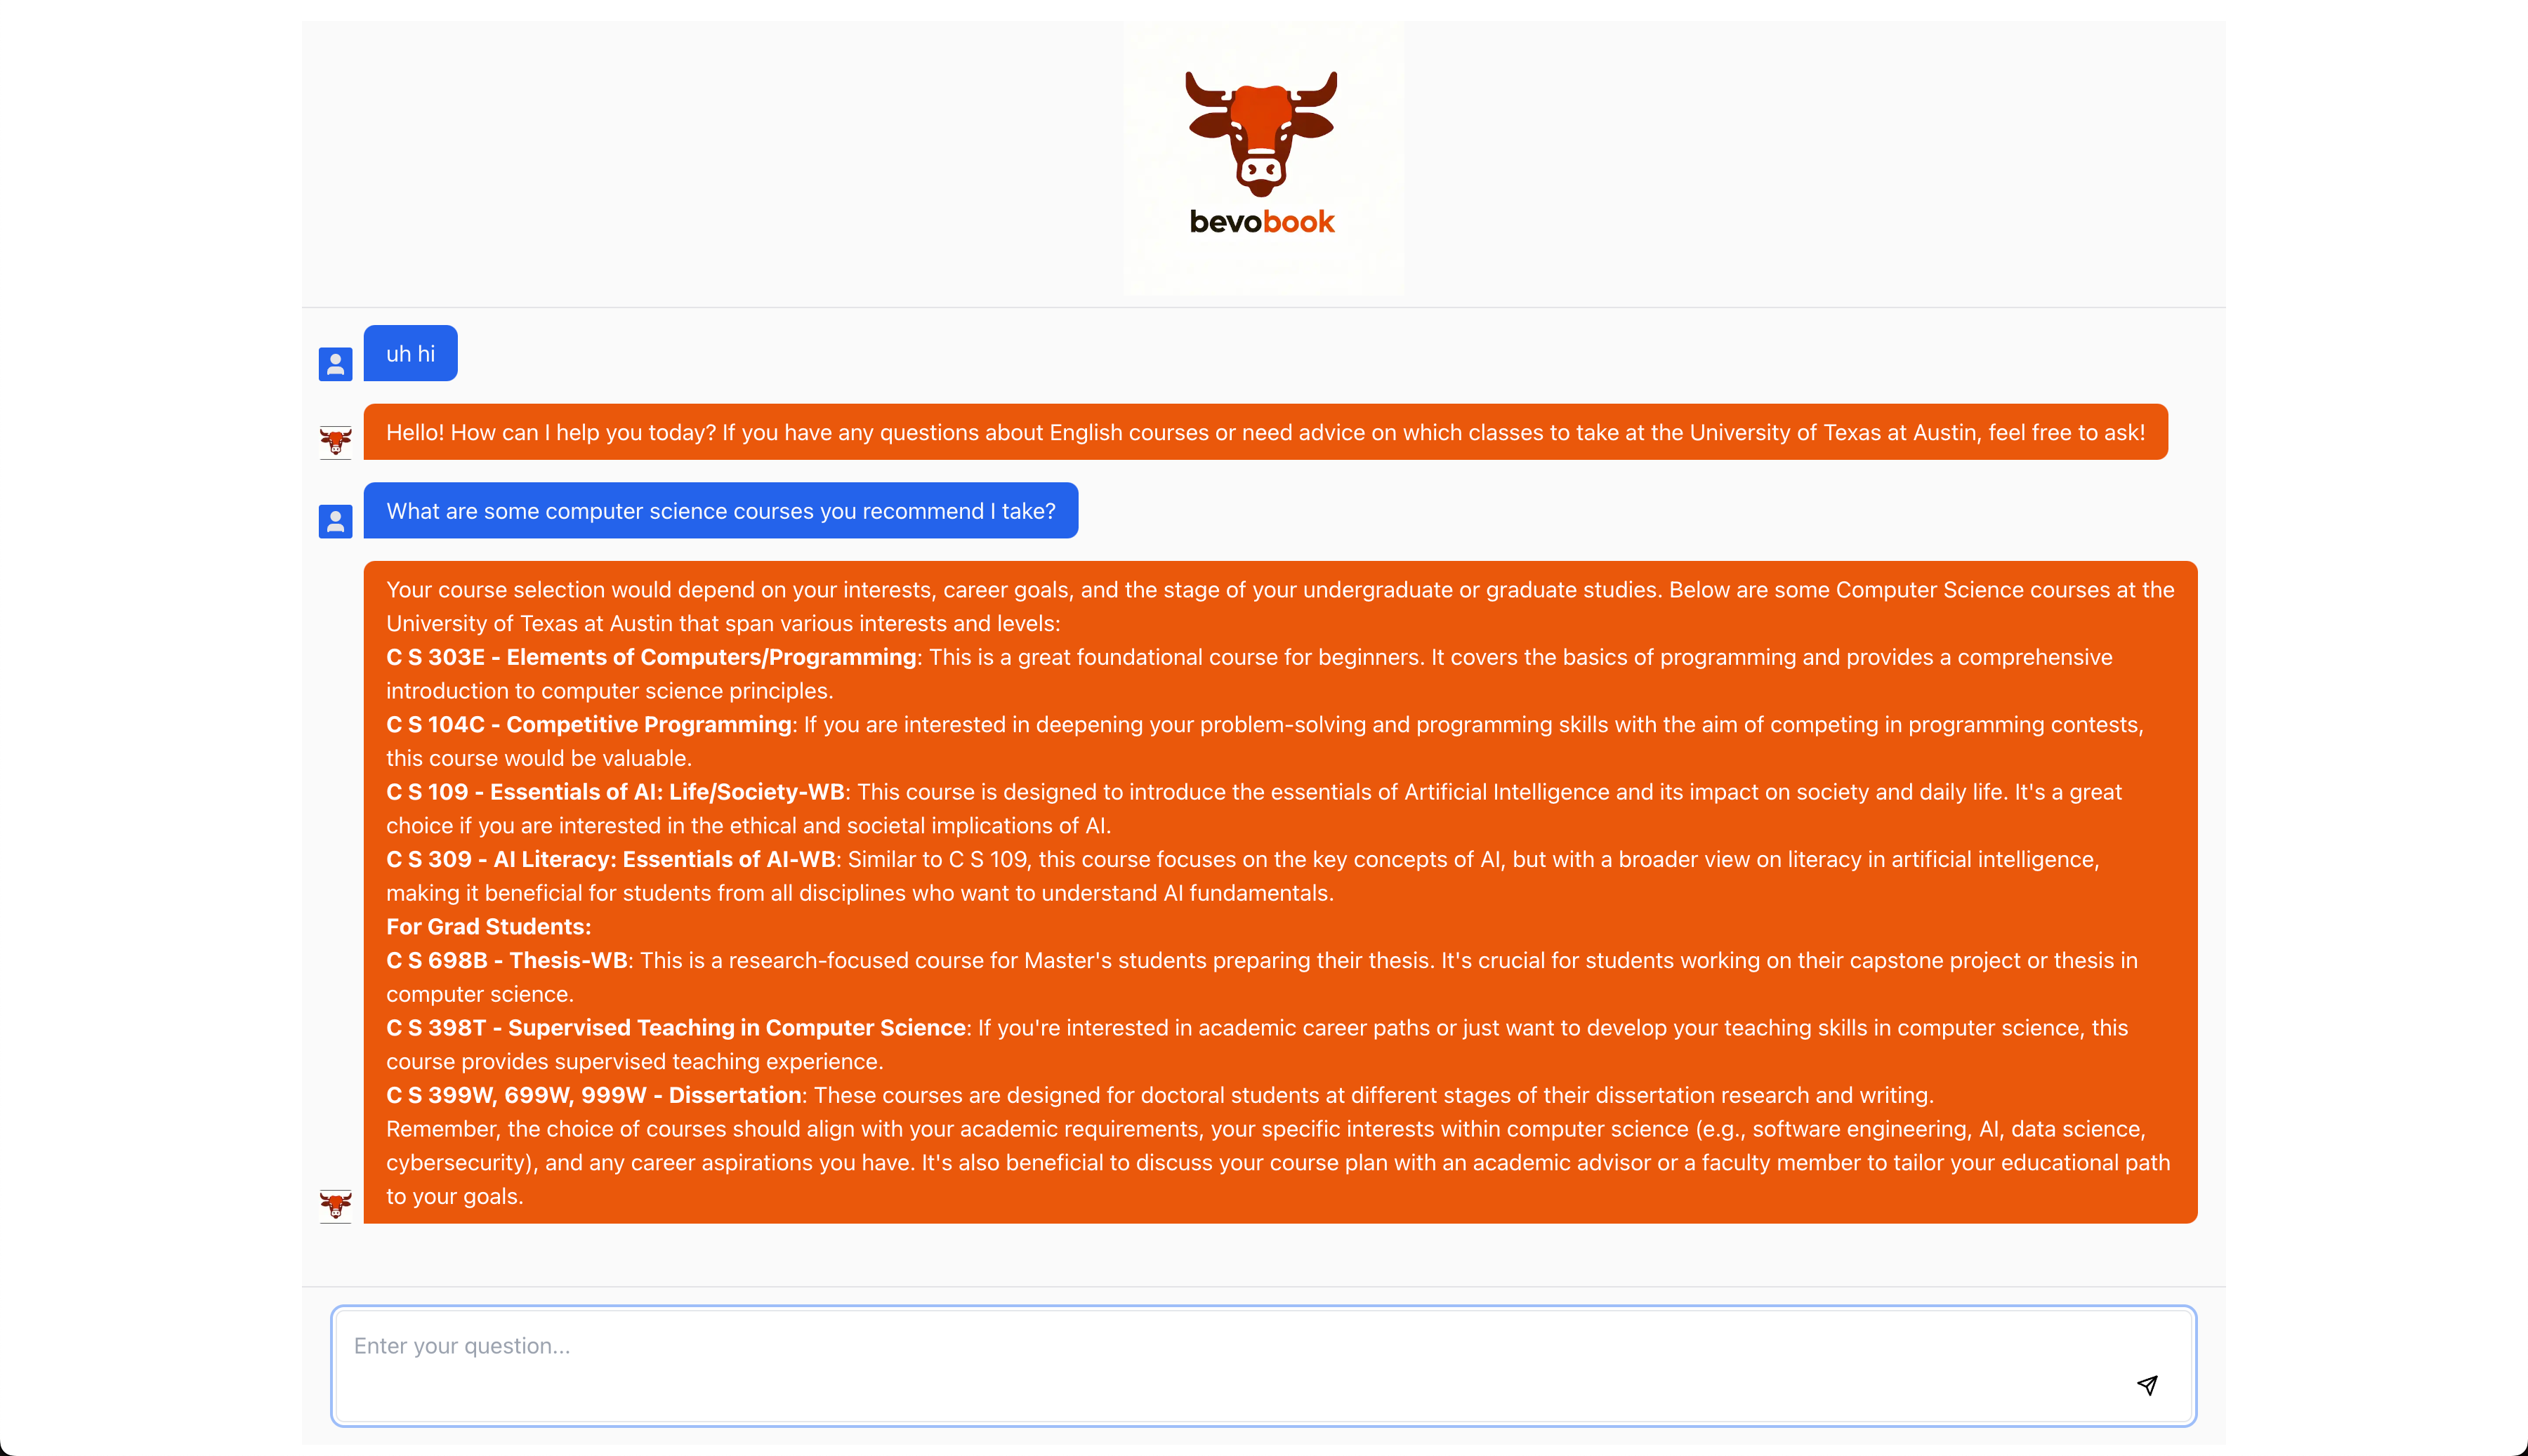 bevobook
uh hi
Hello! How can I help you today? If you have any questions about English courses or need advice on which classes to take at the University of Texas at Austin, feel free to ask!
What are some computer science courses you recommend I take?
Your course selection would depend on your interests, career goals, and the stage of your undergraduate or graduate studies. Below are some Computer Science courses at the
University of Texas at Austin that span various interests and levels:
C S 303E - Elements of Computers/Programming: This is a great foundational course for beginners. It covers the basics of programming and provides a comprehensive
introduction to computer science principles.
C S 104C - Competitive Programming: If you are interested in deepening your problem-solving and programming skills with the aim of competing in programming contests,
this course would be valuable.
C S 109 - Essentials of AI: Life/Society-WB: This course is designed to introduce the essentials of Artificial Intelligence and its impact on society and daily life. It's a great
choice if you are interested in the ethical and societal implications of AI.
C S 309 - AI Literacy: Essentials of AI-WB: Similar to C S 109, this course focuses on the key concepts of AI, but with a broader view on literacy in artificial intelligence,
making it beneficial for students from all disciplines who want to understand AI fundamentals.
For Grad Students:
C S 698B - Thesis-WB: This is a research-focused course for Master's students preparing their thesis. It's crucial for students working on their capstone project or thesis in
computer science.
C S 398T - Supervised Teaching in Computer Science: If you're interested in academic career paths or just want to develop your teaching skills in computer science, this
course provides supervised teaching experience.
C S 399W, 699W, 999W - Dissertation: These courses are designed for doctoral students at different stages of their dissertation research and writing.
Remember, the choice of courses should align with your academic requirements, your specific interests within computer science (e.g., software engineering, AI, data science,
cybersecurity), and any career aspirations you have. It's also beneficial to discuss your course plan with an academic advisor or a faculty member to tailor your educational path
to your goals.
Enter your question...